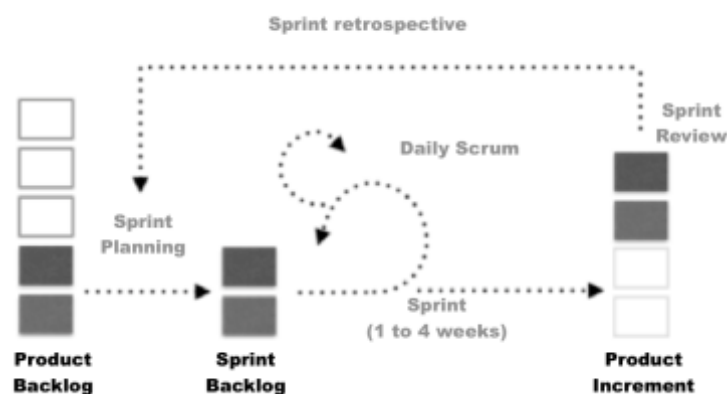 Sprint retrospective
Sprint
Review
Daily Scrum
Sprint
Planning
Sprint
(1 to 4 weeks)
Product
Backlog
Sprint
Backlog
Product
Increment